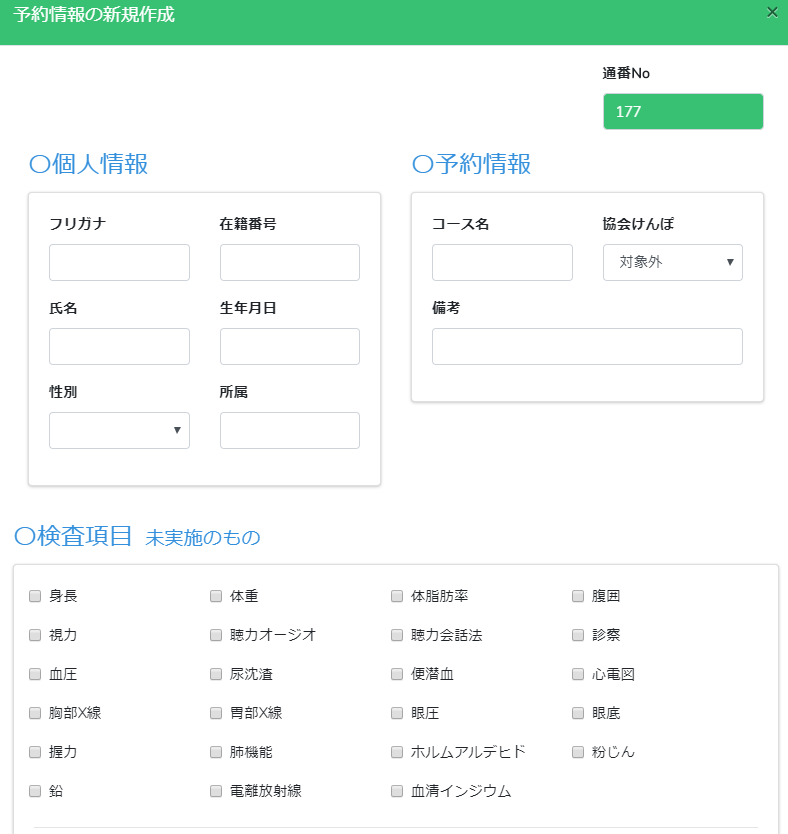 予約情報の新規作成 ×
通番No
177
〇個人情報
フリガナ 在籍番号
氏名 生年月日
性別 所属
〇予約情報
コース名 協会けんぽ
対象外
備考
〇検査項目 未実施のもの
身長 体重 体脂肪率 腹囲
視力 聴力オージオ 聴力会話法 診察
血圧 尿沈渣 便潜血 心電図
胸部X線 胃部X線 眼圧 眼底
握力 肺機能 ホルムアルデヒド 粉じん
鉛 電離放射線 血清インジウム